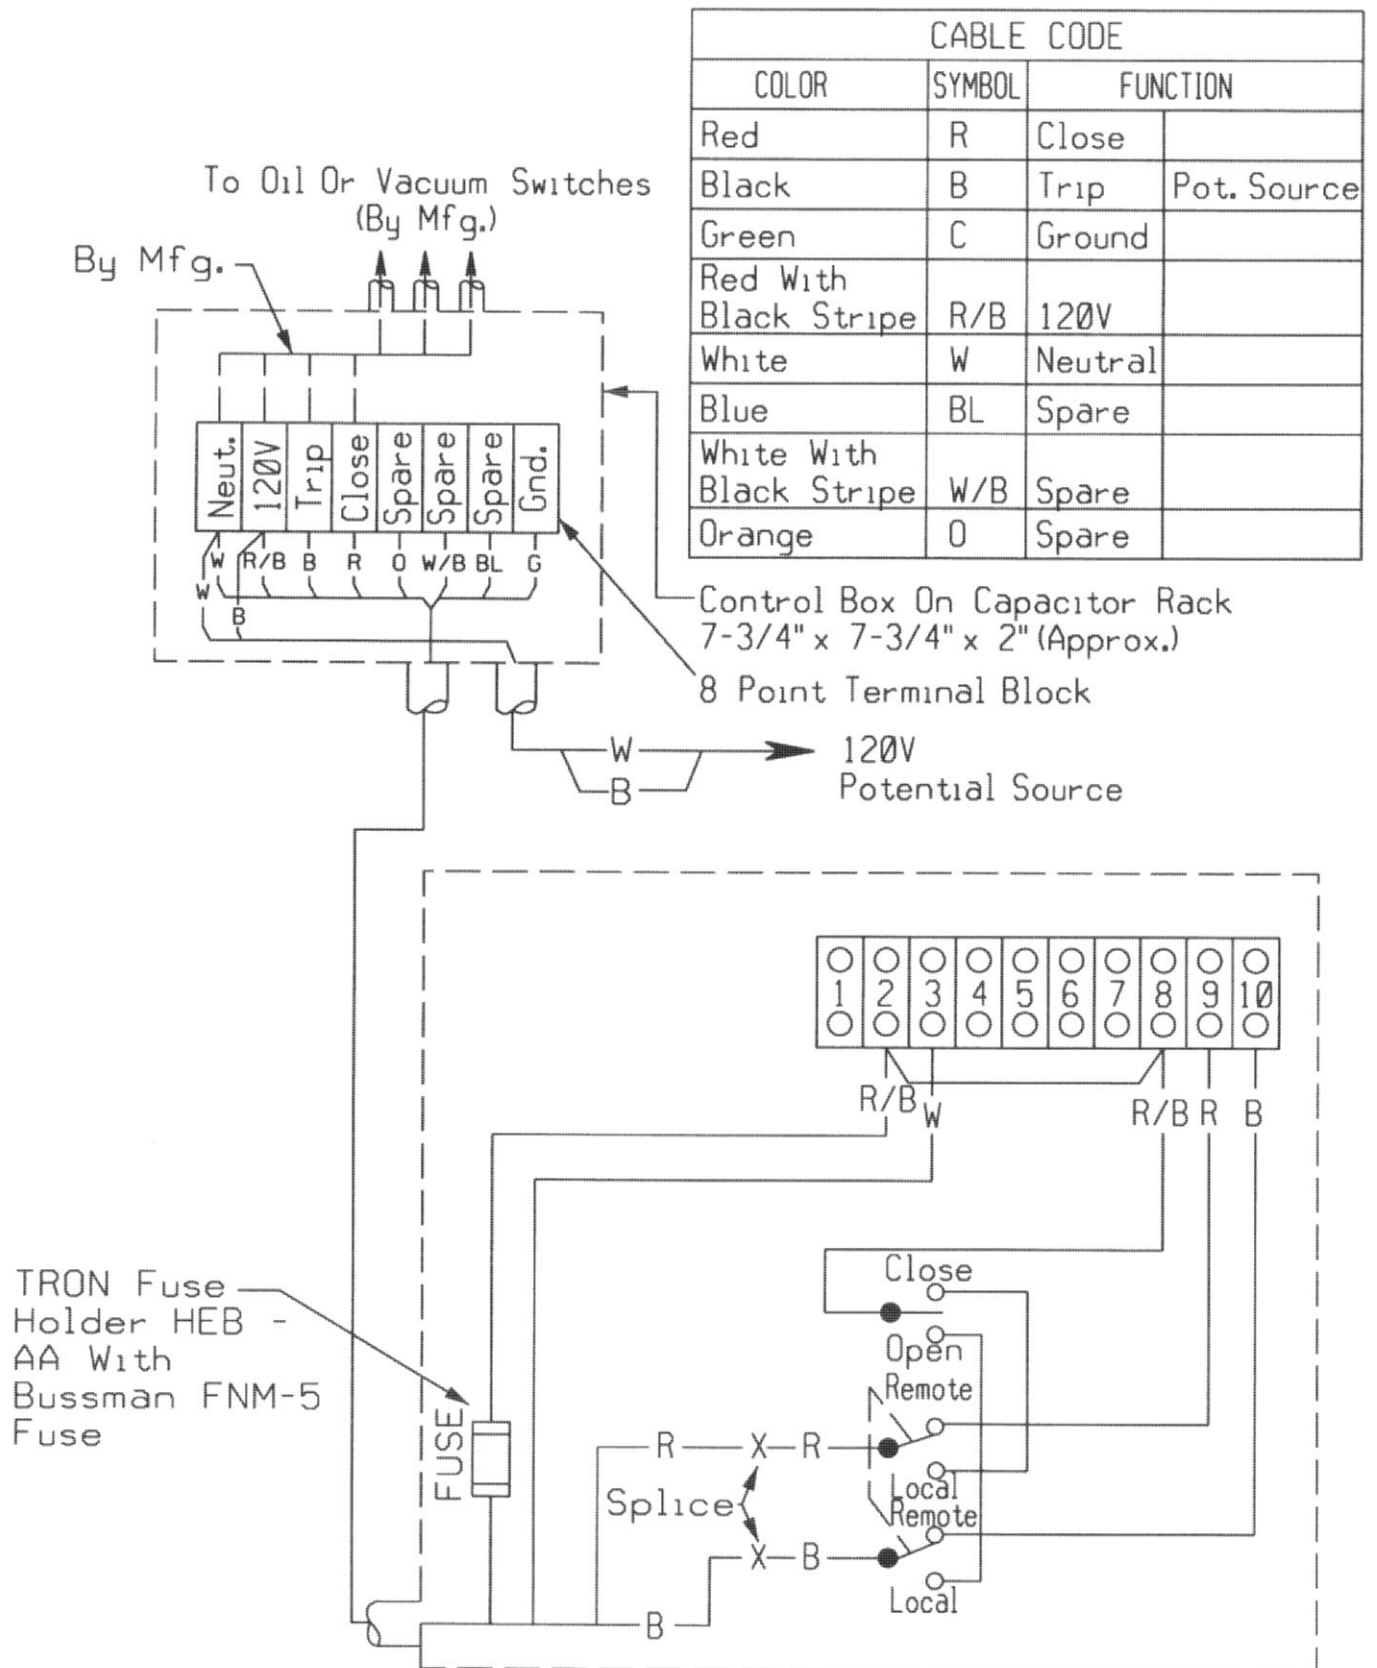 CABLE CODE
COLOR SYMBOL FUNCTION
Red R Close
Black B Trip Pot. Source
Green C Ground
Red With
Black Stripe R/B 120V
White W Neutral
Blue BL Spare
White With
Black Stripe W/B Spare
Orange O Spare
To Oil Or Vacuum Switches
(By Mfg.)
By Mfg.
Neut. 120V Trip Close Spare Spare Spare Gnd.
W R/B B R O W/B BL G
W
B
Control Box On Capacitor Rack
7-3/4" x 7-3/4" x 2" (Approx.)
8 Point Terminal Block
W
B
120V
Potential Source
1 2 3 4 5 6 7 8 9 10
R/B W R/B R B
TRON Fuse
Holder HEB -
AA With
Bussman FNM-5
Fuse
FUSE
Close
Open
Remote
R X R
Local
Splice
Remote
X B
Local
B